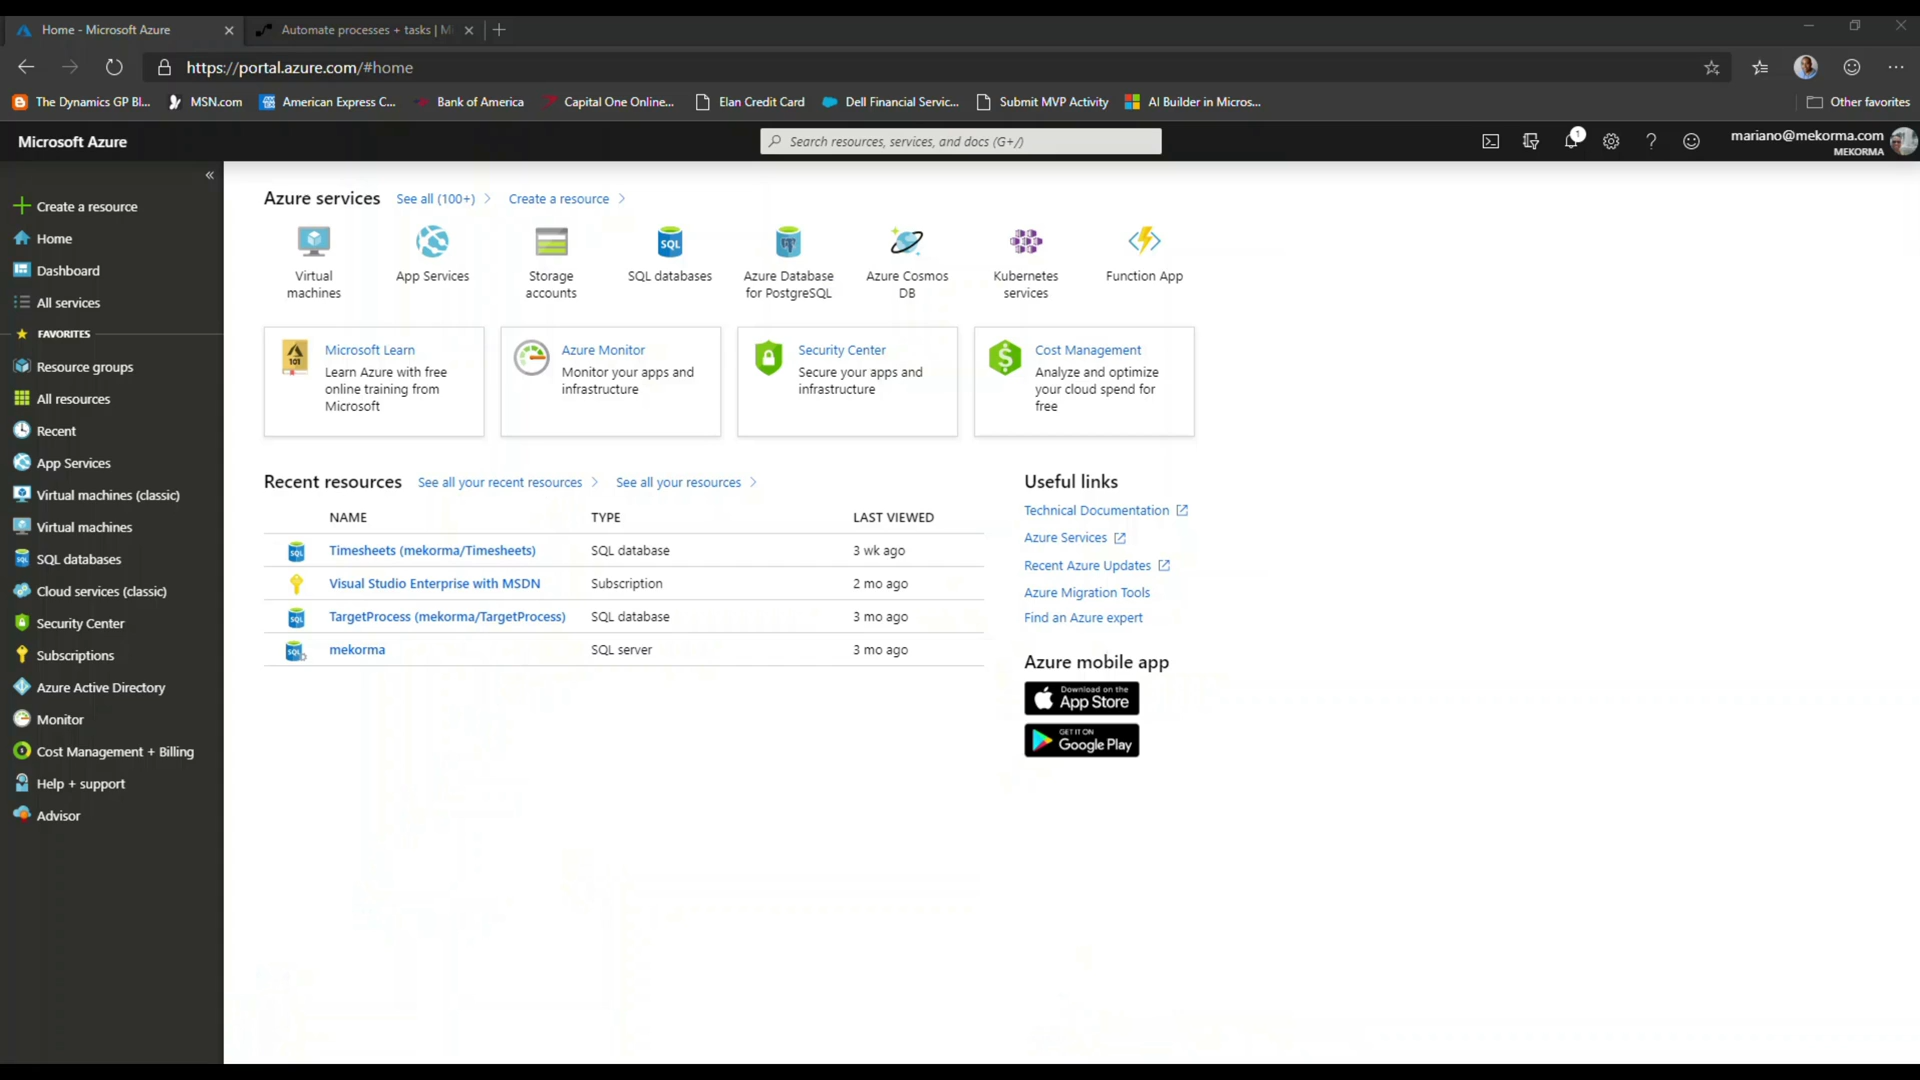 Home - Microsoft Azure
Automate processes + tasks | Mi
https://portal.azure.com/#home
The Dynamics GP Bl...
MSN.com
American Express C...
Bank of America
Capital One Online...
Elan Credit Card
Dell Financial Servic...
Submit MVP Activity
AI Builder in Micros...
Other favorites
Microsoft Azure
Search resources, services, and docs (G+/)
1
mariano@mekorma.com
MEKORMA
Create a resource
Home
Dashboard
All services
FAVORITES
Resource groups
All resources
Recent
App Services
Virtual machines (classic)
Virtual machines
SQL databases
Cloud services (classic)
Security Center
Subscriptions
Azure Active Directory
Monitor
Cost Management + Billing
Help + support
Advisor
Azure services
See all (100+)
Create a resource
Virtual
machines
App Services
Storage
accounts
SQL
SQL databases
Azure Database
for PostgreSQL
Azure Cosmos
DB
Kubernetes
services
Function App
101
Microsoft Learn
Learn Azure with free
online training from
Microsoft
Azure Monitor
Monitor your apps and
infrastructure
Security Center
Secure your apps and
infrastructure
$
Cost Management
Analyze and optimize
your cloud spend for
free
Recent resources
See all your recent resources
See all your resources
NAME TYPE LAST VIEWED
SQL Timesheets (mekorma/Timesheets) SQL database 3 wk ago
Visual Studio Enterprise with MSDN Subscription 2 mo ago
SQL TargetProcess (mekorma/TargetProcess) SQL database 3 mo ago
SQL mekorma SQL server 3 mo ago
Useful links
Technical Documentation
Azure Services
Recent Azure Updates
Azure Migration Tools
Find an Azure expert
Azure mobile app
Download on the
App Store
GET IT ON
Google Play